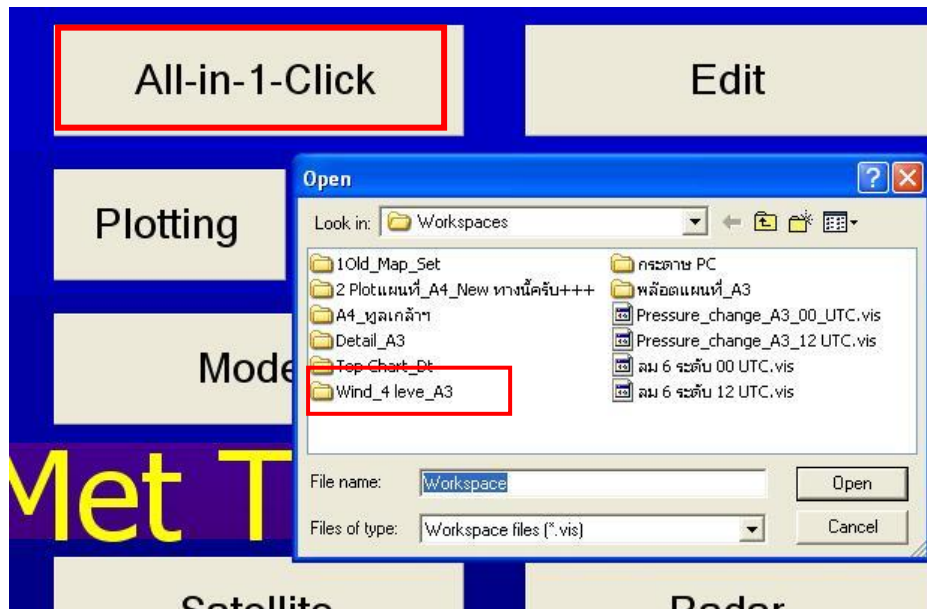 All-in-1-Click
Edit
Plotting
Open
Look in: Workspaces
1Old_Map_Set
2 Plotแผนที่_A4_New ทางนี้ครับ+++
A4_ทูลเกล้าฯ
Detail_A3
Top Chart_Dt
Wind_4 leve_A3
กระดาษ PC
พล๊อตแผนที่_A3
Pressure_change_A3_00_UTC.vis
Pressure_change_A3_12 UTC.vis
ลม 6 ระดับ 00 UTC.vis
ลม 6 ระดับ 12 UTC.vis
Mode
File name: Workspace
Open
Files of type: Workspace files (*.vis)
Cancel
Met T
Satellite
Radar